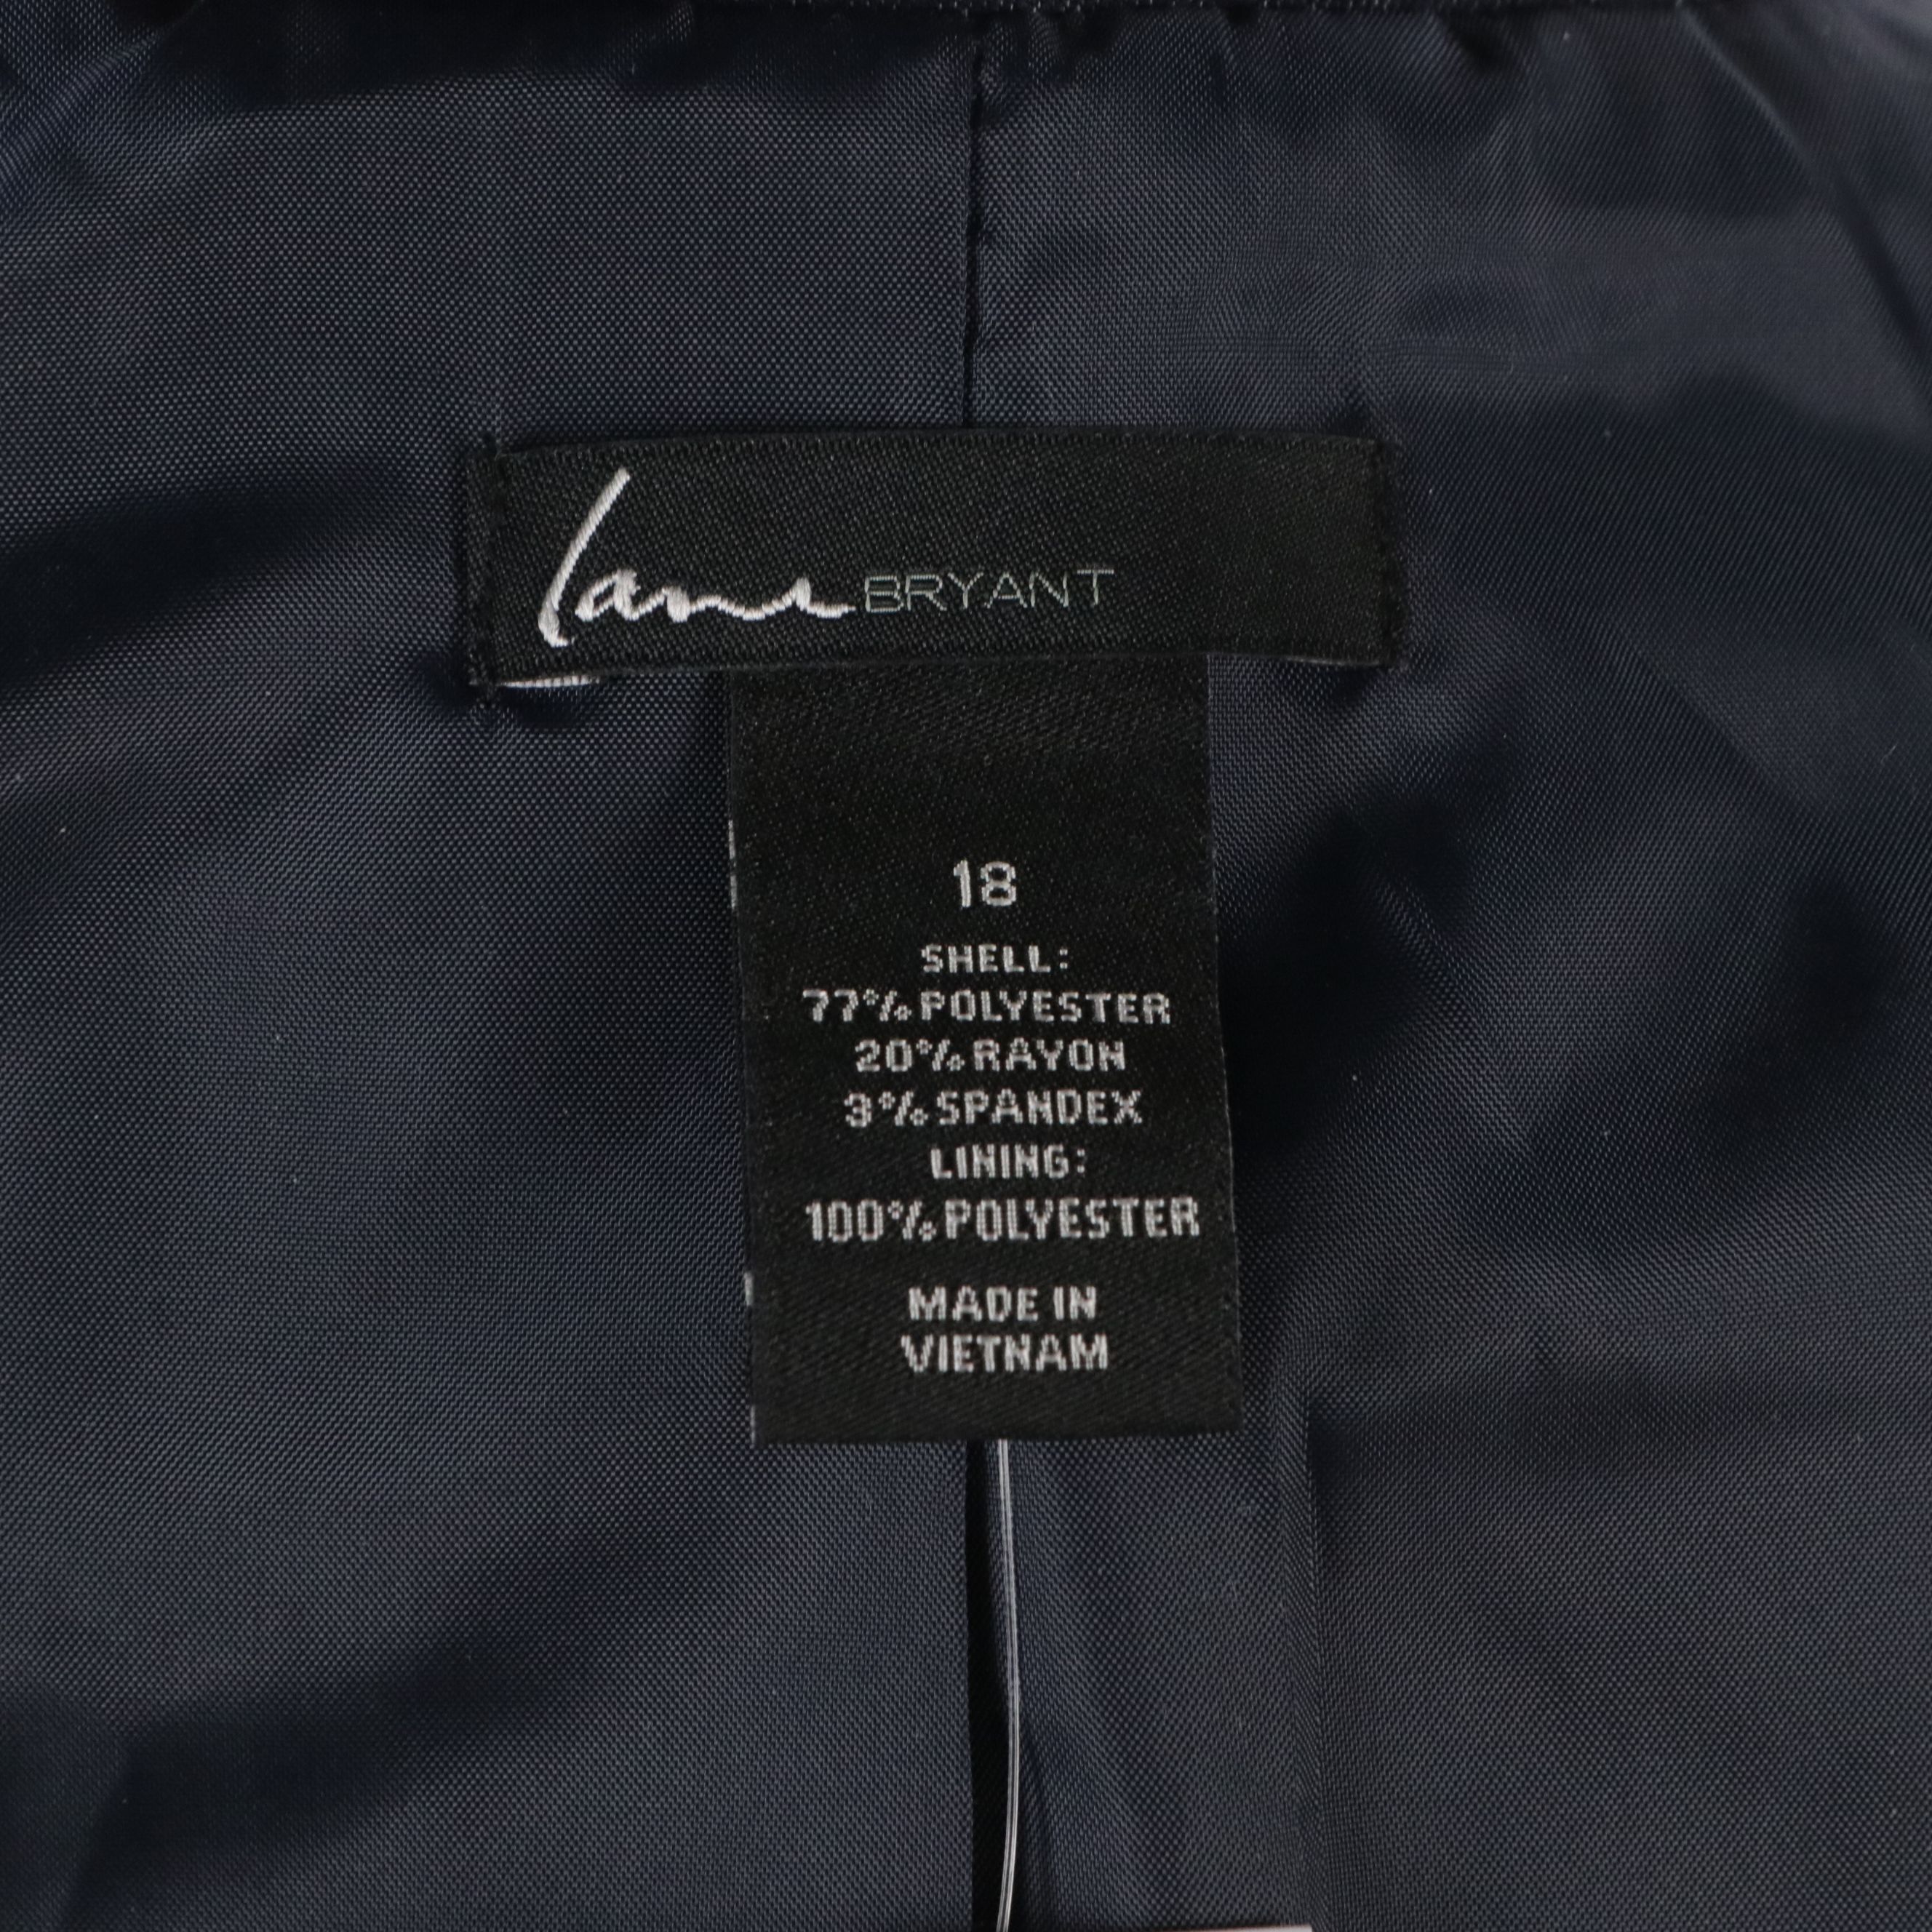 lane BRYANT
18
SHELL:
77% POLYESTER
20% RAYON
3% SPANDEX
LINING:
100% POLYESTER
MADE IN
VIETNAM